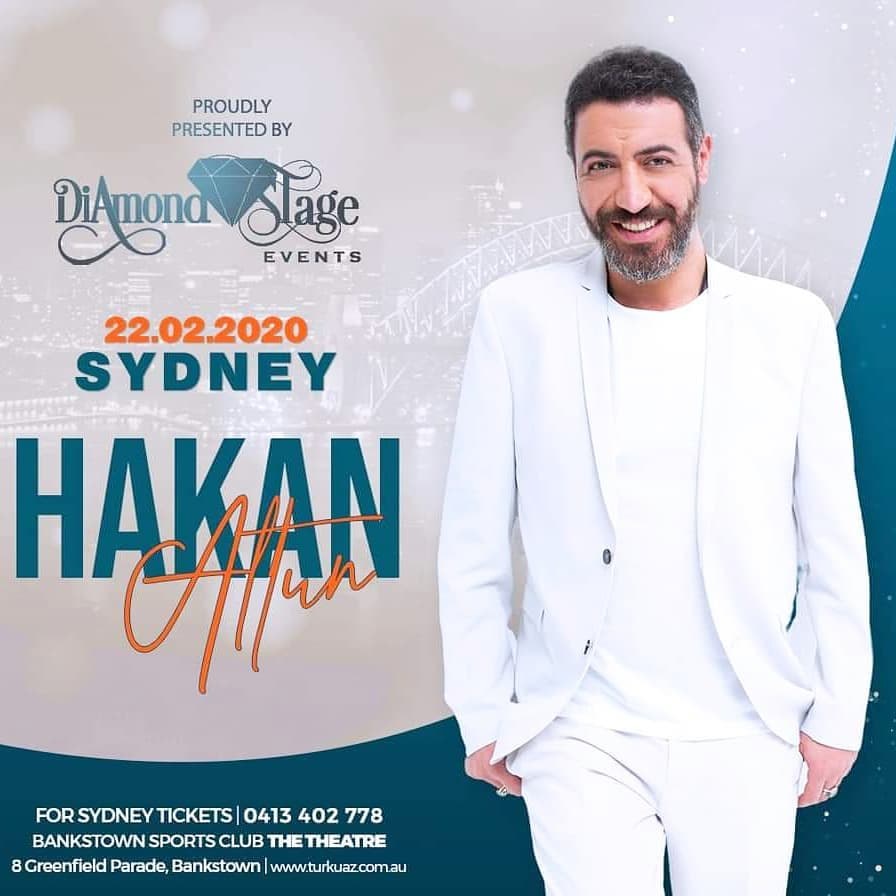 PROUDLY
PRESENTED BY
DiAmond STage
EVENTS
22.02.2020
SYDNEY
HAKAN
Altun
FOR SYDNEY TICKETS | 0413 402 778
BANKSTOWN SPORTS CLUB THE THEATRE
8 Greenfield Parade, Bankstown | www.turkuaz.com.au